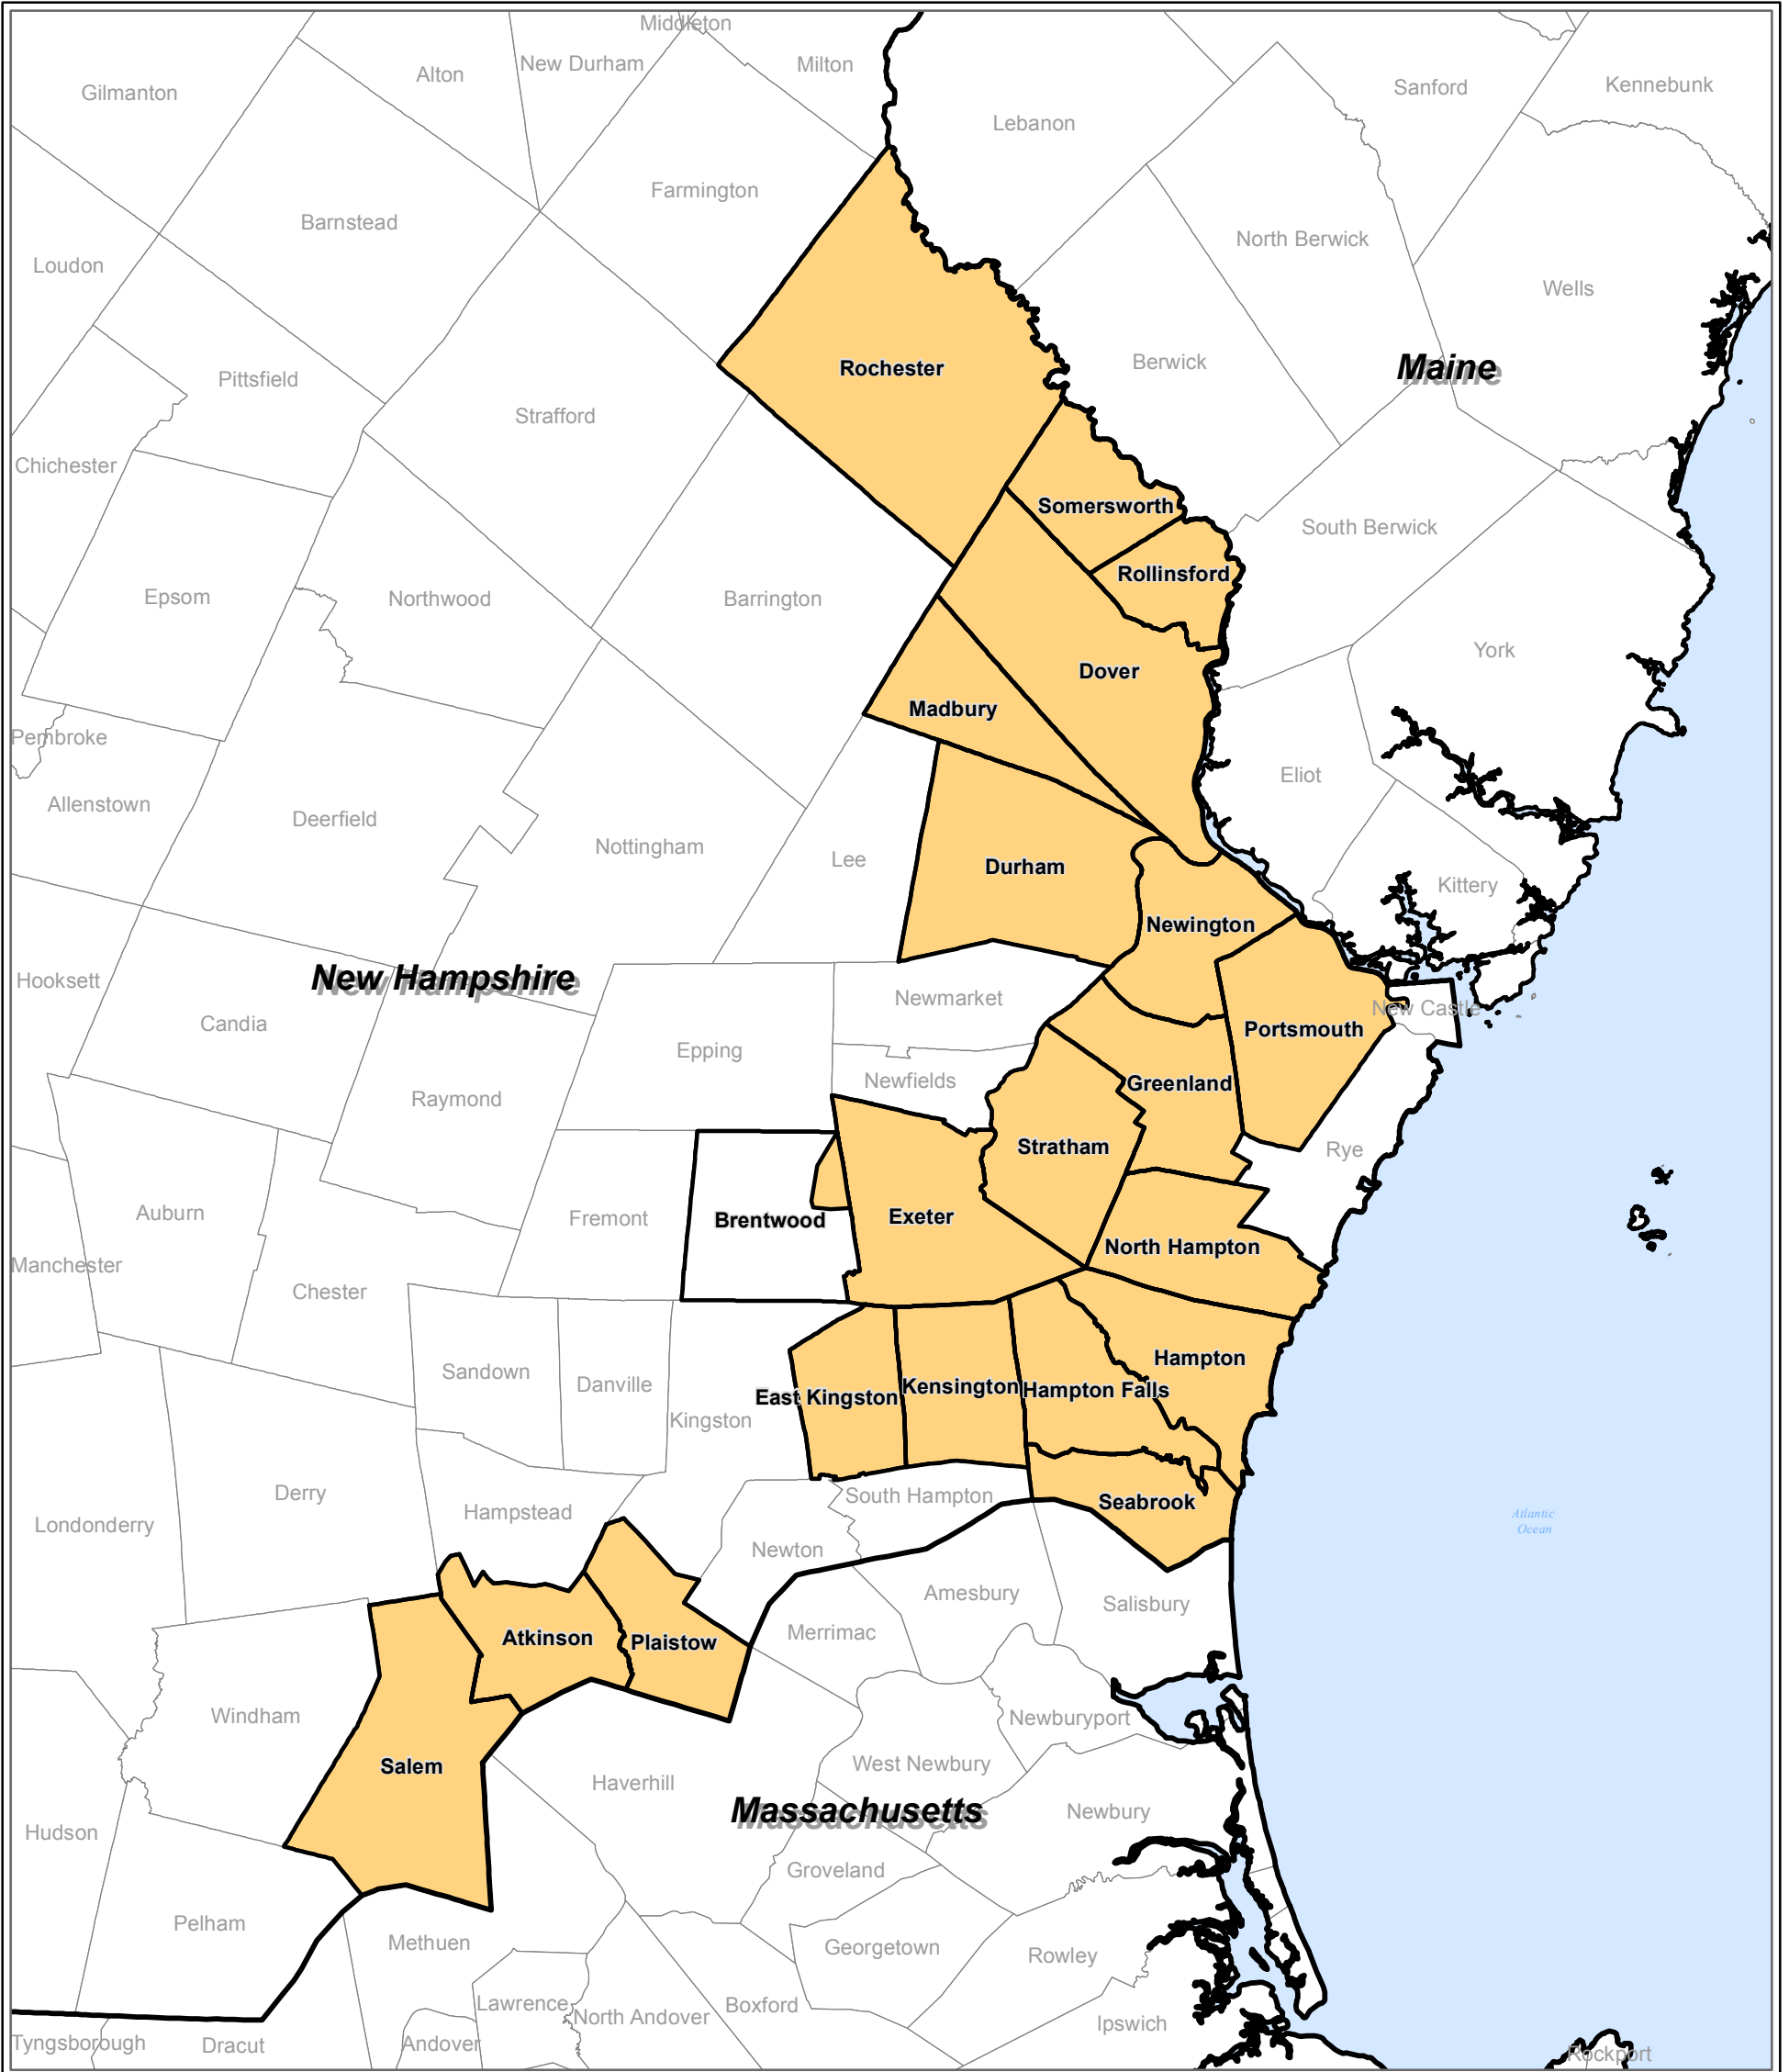 Middleton
New Durham
Milton
Alton
Gilmanton
Sanford
Kennebunk
Lebanon
Farmington
Barnstead
North Berwick
Loudon
Wells
Rochester
Berwick
Maine
Pittsfield
Strafford
Chichester
Somersworth
South Berwick
Rollinsford
Epsom
Northwood
Barrington
York
Dover
Madbury
Pembroke
Eliot
Allenstown
Deerfield
Nottingham
Lee
Durham
Kittery
Newington
New Hampshire
Hooksett
Newmarket
New Castle
Candia
Portsmouth
Epping
Newfields
Greenland
Raymond
Stratham
Rye
Auburn
Fremont
Brentwood
Exeter
North Hampton
Manchester
Chester
Hampton
Sandown
Danville
East Kingston
Kensington
Hampton Falls
Kingston
Derry
South Hampton
Seabrook
Hampstead
Londonderry
Atlantic
Ocean
Newton
Amesbury
Salisbury
Atkinson
Plaistow
Merrimac
Windham
Newburyport
Salem
West Newbury
Haverhill
Massachusetts
Newbury
Hudson
Groveland
Pelham
Methuen
Georgetown
Rowley
Lawrence
North Andover
Boxford
Ipswich
Tyngsborough
Dracut
Andover
Rockport